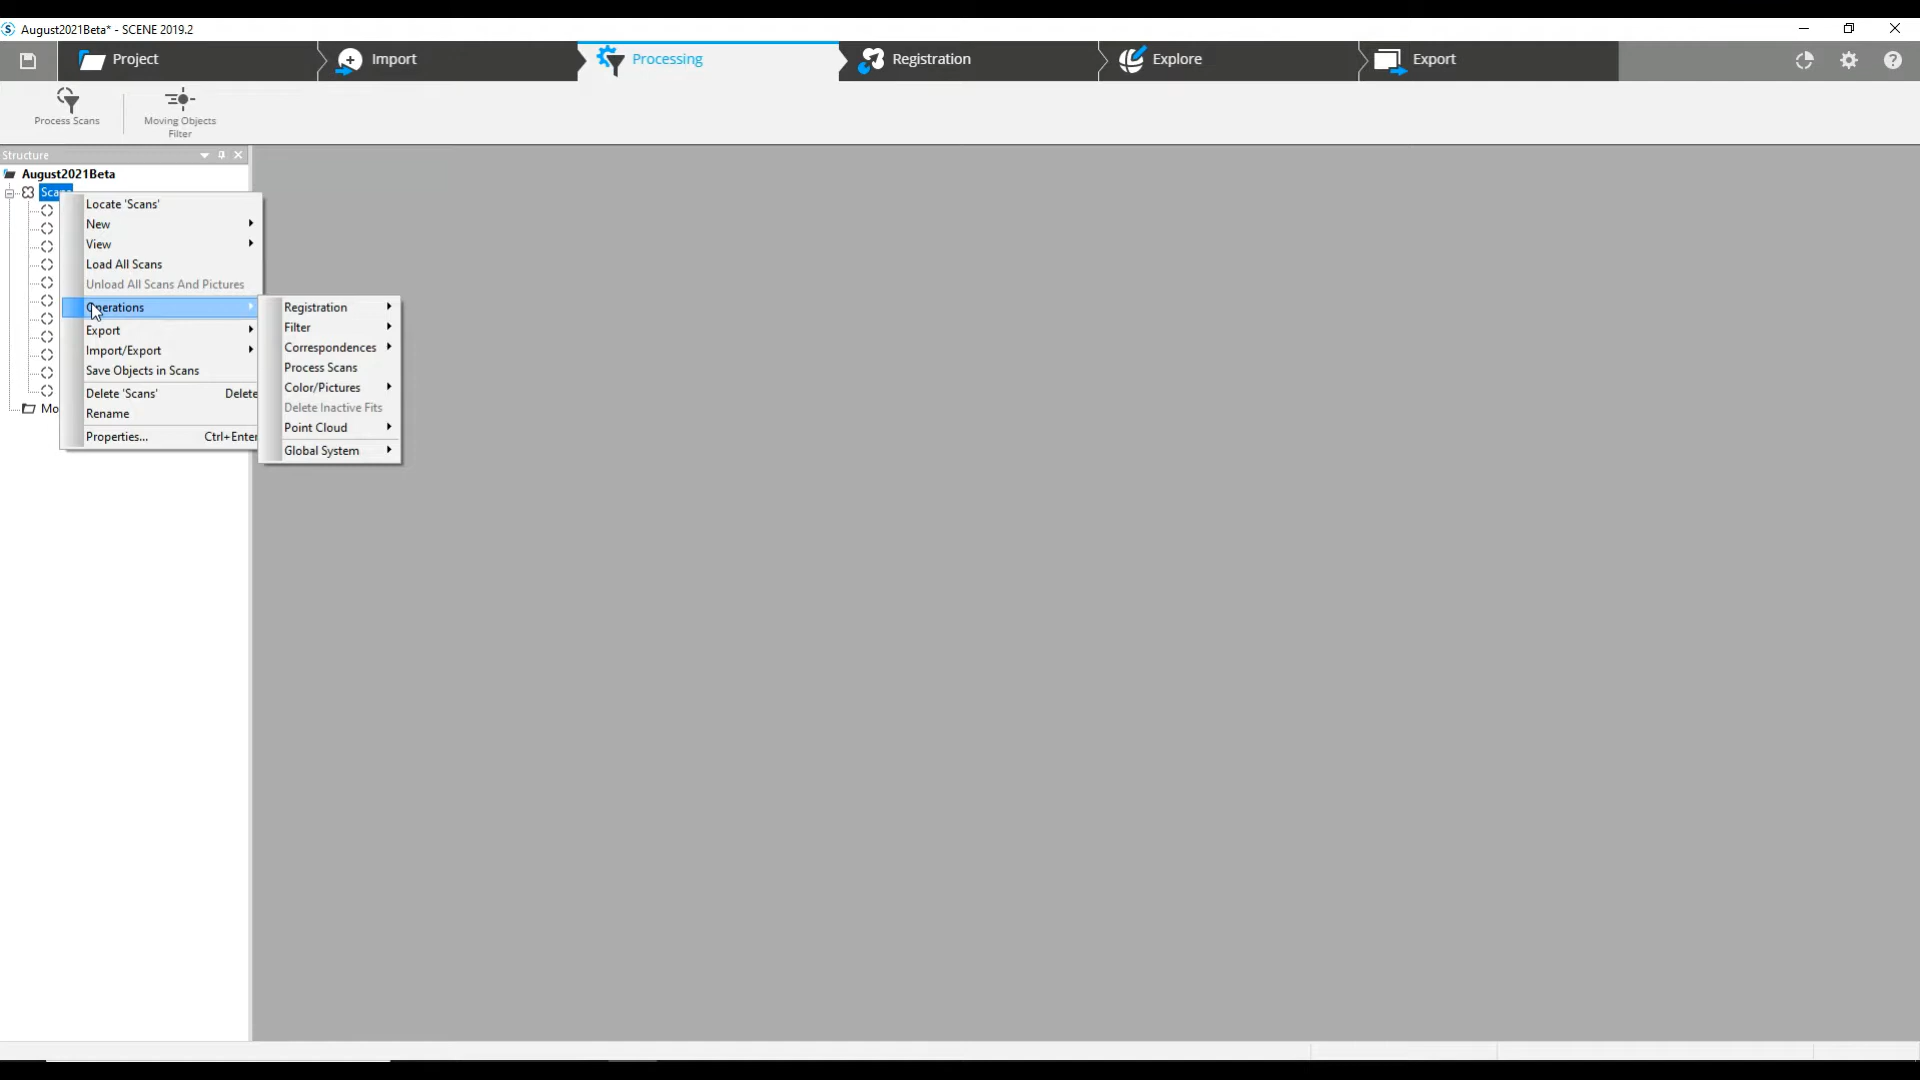 August2021Beta* - SCENE 2019.2
Project
Import
Processing
Registration
Explore
Export
Process Scans
Moving Objects
Filter
Structure
August2021Beta
Locate 'Scans'
New
View
Load All Scans
Unload All Scans And Pictures
Operations
Export
Import/Export
Save Objects in Scans
Delete 'Scans' Delete
Rename
Properties... Ctrl+Enter
Registration
Filter
Correspondences
Process Scans
Color/Pictures
Delete Inactive Fits
Point Cloud
Global System